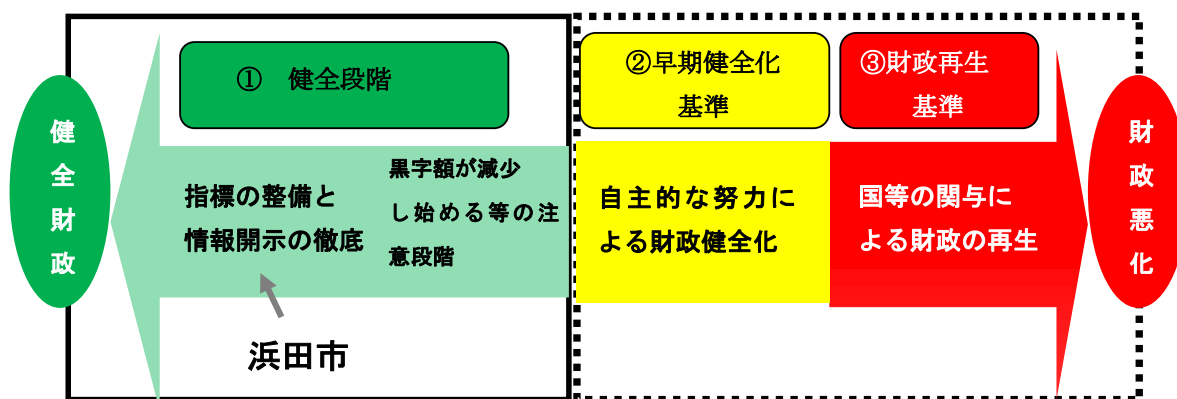 ① 健全段階
②早期健全化
基準
③財政再生
基準
健全財政
指標の整備と
情報開示の徹底
黒字額が減少
し始める等の注
意段階
自主的な努力に
よる財政健全化
国等の関与に
よる財政の再生
財政悪化
浜田市